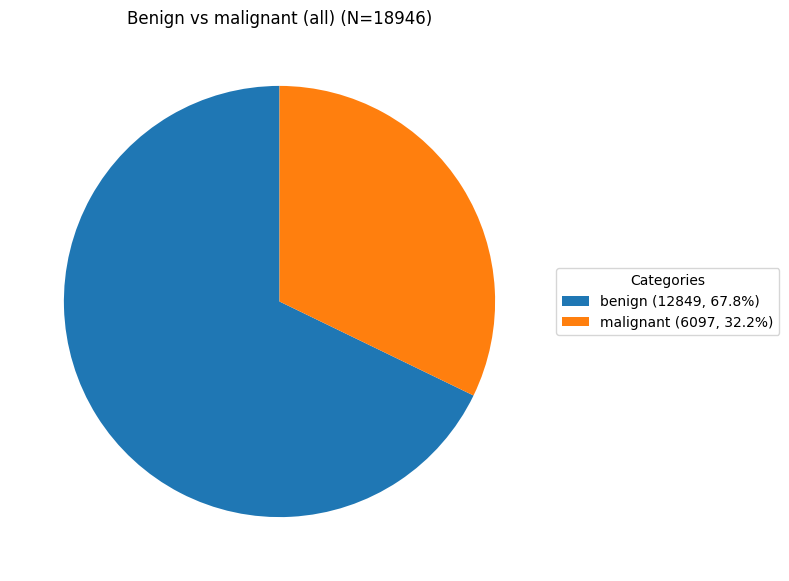 Benign vs malignant (all) (N=18946)
Categories
benign (12849, 67.8%)
malignant (6097, 32.2%)